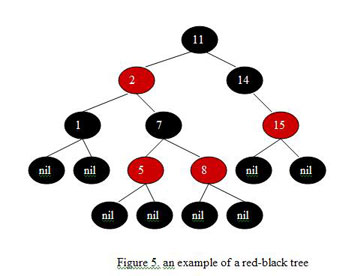 11
2 14
1 7 15
nil nil 5 8 nil nil
nil nil nil nil
Figure 5. an example of a red-black tree